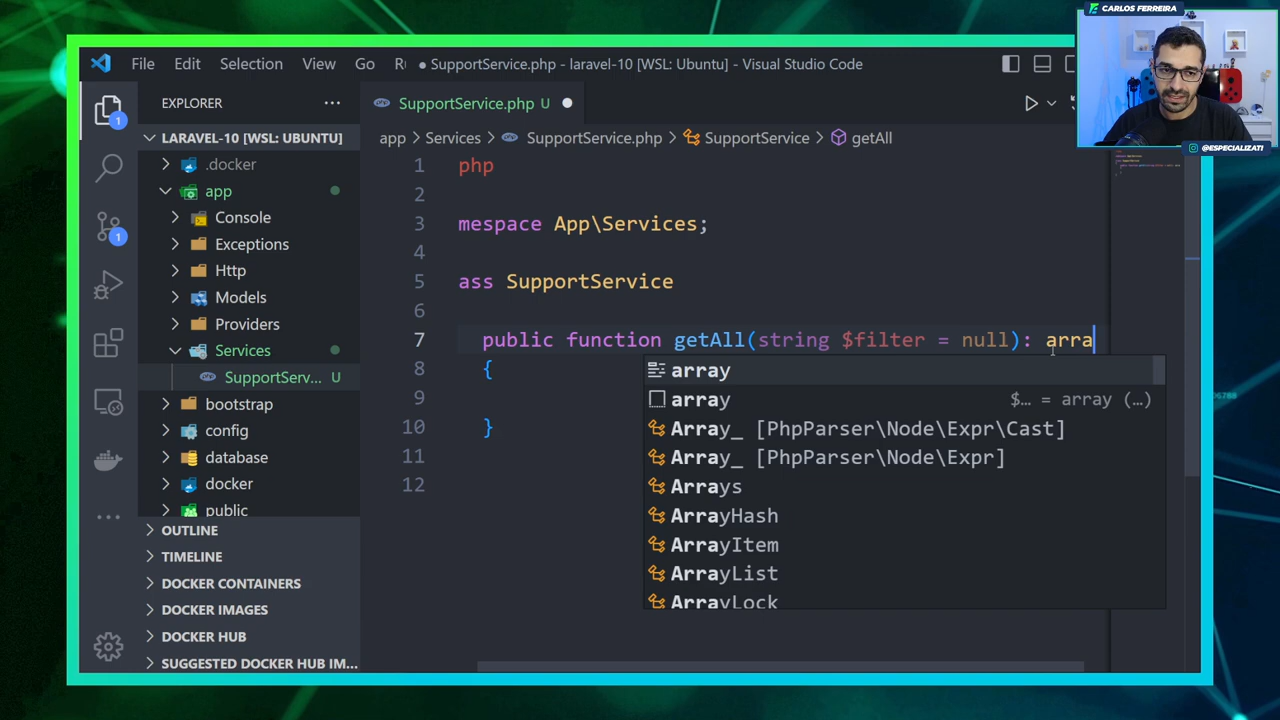 CARLOS FERREIRA
File Edit Selection View Go Ru SupportService.php - laravel-10 [WSL: Ubuntu] - Visual Studio Code
EXPLORER
SupportService.php U
LARAVEL-10 [WSL: UBUNTU]
app Services SupportService.php SupportService getAll
@ESPECIALIZATI
.docker
app
Console
Exceptions
Http
Models
Providers
Services
SupportServ... U
bootstrap
config
database
docker
public
OUTLINE
TIMELINE
DOCKER CONTAINERS
DOCKER IMAGES
DOCKER HUB
SUGGESTED DOCKER HUB IM...
1
1
1 php
2
3 mespace App\Services;
4
5 ass SupportService
6
7 public function getAll(string $filter = null): arra
8 {
9
10 }
11
12
array
array $... = array (...)
Array_ [PhpParser\Node\Expr\Cast]
Array_ [PhpParser\Node\Expr]
Arrays
ArrayHash
ArrayItem
ArrayList
ArrayLock